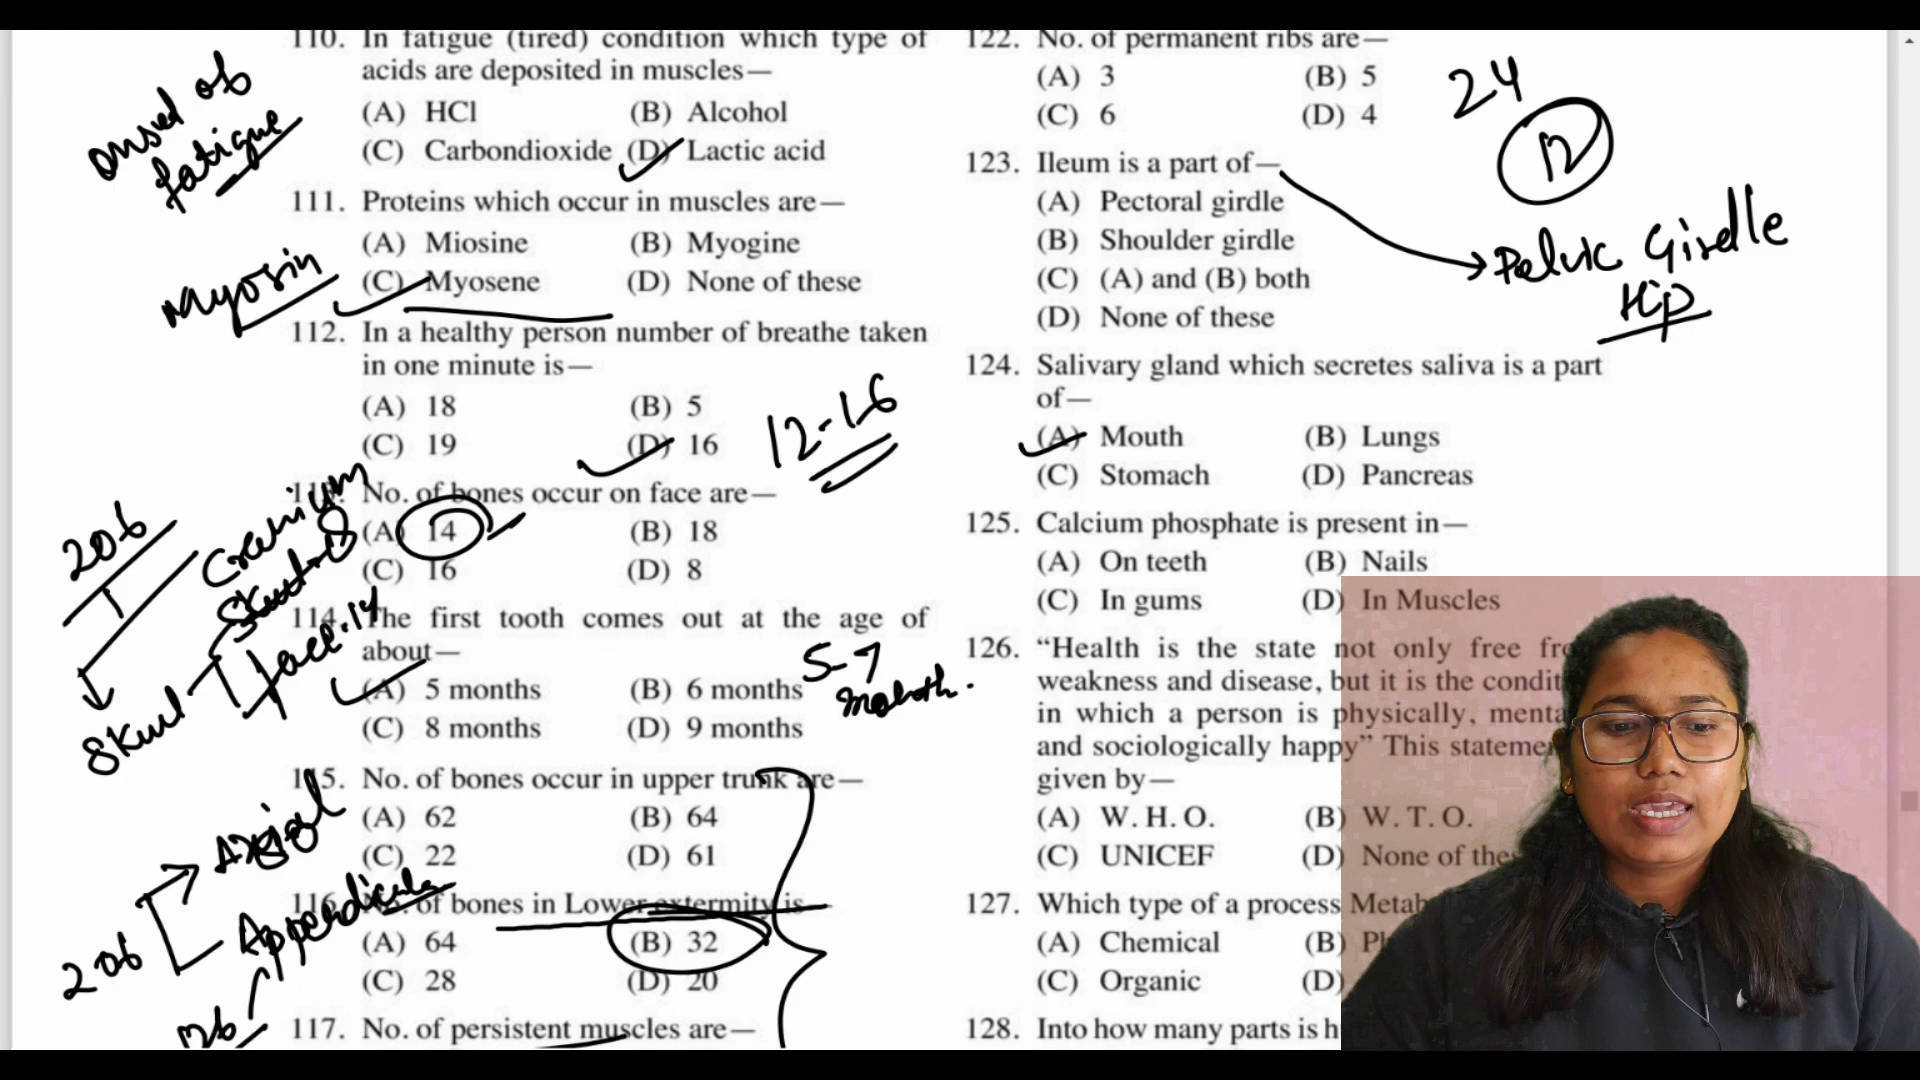 110. In fatigue (tired) condition which type of
acids are deposited in muscles—
(A) HCl (B) Alcohol
(C) Carbondioxide (D) Lactic acid
onset of
fatigue
111. Proteins which occur in muscles are—
(A) Miosine (B) Myogine
(C) Myosene (D) None of these
Myosin
112. In a healthy person number of breathe taken
in one minute is—
(A) 18 (B) 5
(C) 19 (D) 16
12-16
No. of bones occur on face are—
(A) 14 (B) 18
(C) 16 (D) 8
206
Cranium
Skull-8
face-14
Skull
114. The first tooth comes out at the age of
about—
(A) 5 months (B) 6 months
(C) 8 months (D) 9 months
5-7
month.
115. No. of bones occur in upper trunk are—
(A) 62 (B) 64
(C) 22 (D) 61
116. No. of bones in Lower extermity is—
(A) 64 (B) 32
(C) 28 (D) 20
Axial
Appendicular
206
126
117. No. of persistent muscles are—
122. No. of permanent ribs are—
(A) 3 (B) 5
(C) 6 (D) 4
24
12
123. Ileum is a part of—
(A) Pectoral girdle
(B) Shoulder girdle
(C) (A) and (B) both
(D) None of these
Pelvic Girdle
Hip
124. Salivary gland which secretes saliva is a part
of—
(A) Mouth (B) Lungs
(C) Stomach (D) Pancreas
125. Calcium phosphate is present in—
(A) On teeth (B) Nails
(C) In gums (D) In Muscles
126. “Health is the state not only free
weakness and disease, but it is the
in which a person is physically,
and sociologically happy” This
given by—
(A) W. H. O. (B) W. T. O.
(C) UNICEF (D) None of
127. Which type of a process
(A) Chemical (B)
(C) Organic (D)
128. Into how many parts is